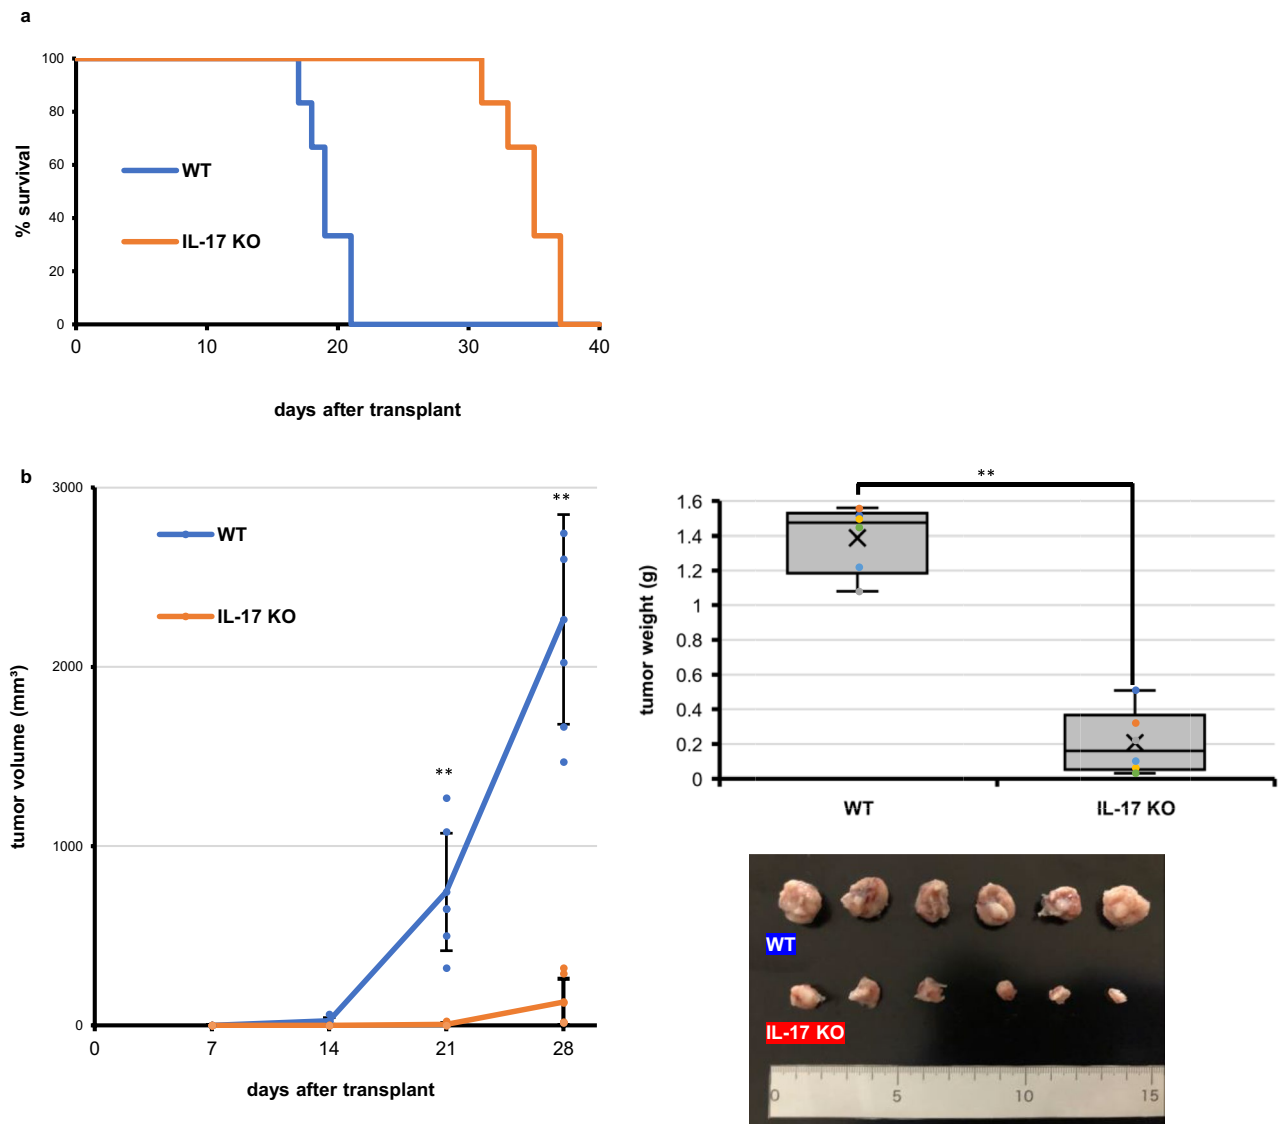 a
100
80
60
40
20
0
% survival
WT
IL-17 KO
0 10 20 30 40
days after transplant
b
3000
2000
1000
0
tumor volume (mm³)
WT
IL-17 KO
**
**
0 7 14 21 28
days after transplant
**
1.6
1.4
1.2
1
0.8
0.6
0.4
0.2
0
tumor weight (g)
WT IL-17 KO
WT
IL-17 KO
0 5 10 15